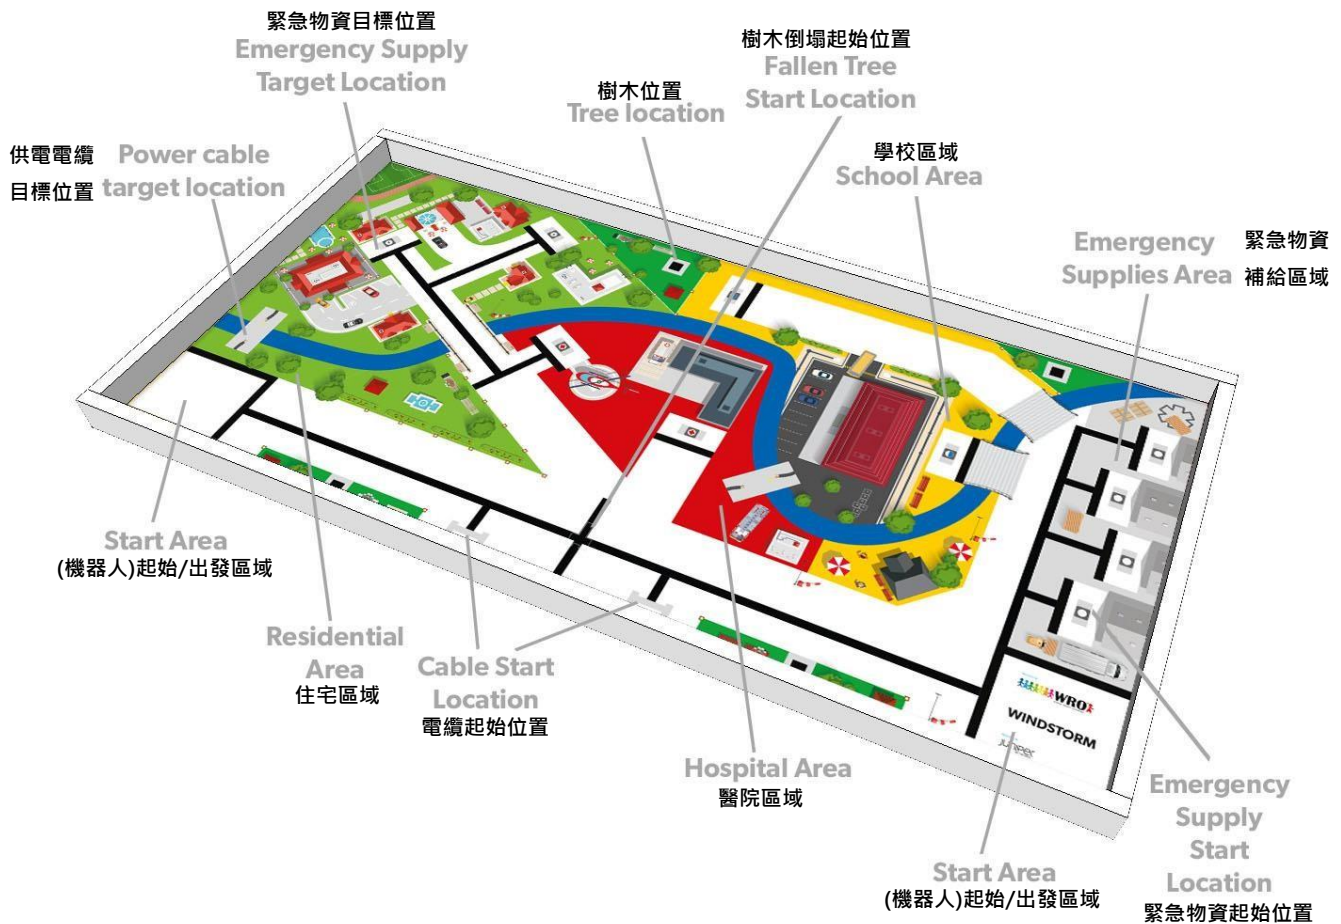 緊急物資目標位置
Emergency Supply
Target Location
樹木倒塌起始位置
Fallen Tree
Start Location
樹木位置
Tree location
學校區域
School Area
供電電纜
目標位置
Power cable
target location
Emergency
Supplies Area
緊急物資
補給區域
Start Area
(機器人)起始/出發區域
Residential
Area
住宅區域
Cable Start
Location
電纜起始位置
Hospital Area
醫院區域
WRO
WINDSTORM
Start Area
(機器人)起始/出發區域
Emergency
Supply
Start
Location
緊急物資起始位置